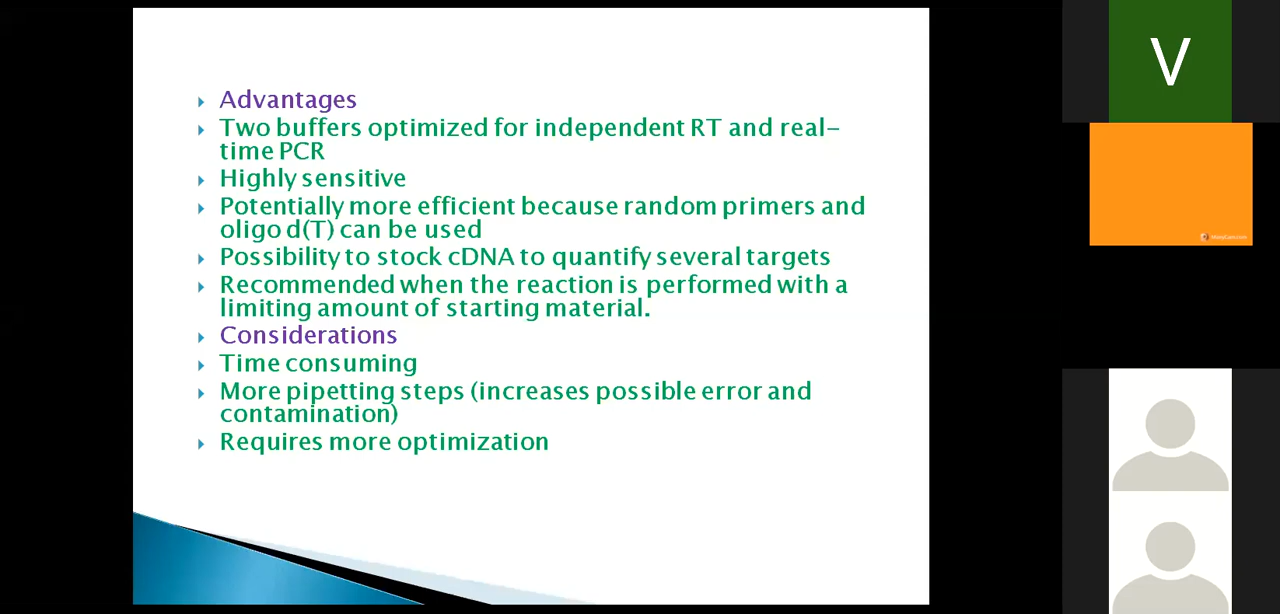 Advantages
Two buffers optimized for independent RT and real-
time PCR
Highly sensitive
Potentially more efficient because random primers and
oligo d(T) can be used
Possibility to stock cDNA to quantify several targets
Recommended when the reaction is performed with a
limiting amount of starting material.
Considerations
Time consuming
More pipetting steps (increases possible error and
contamination)
Requires more optimization
V